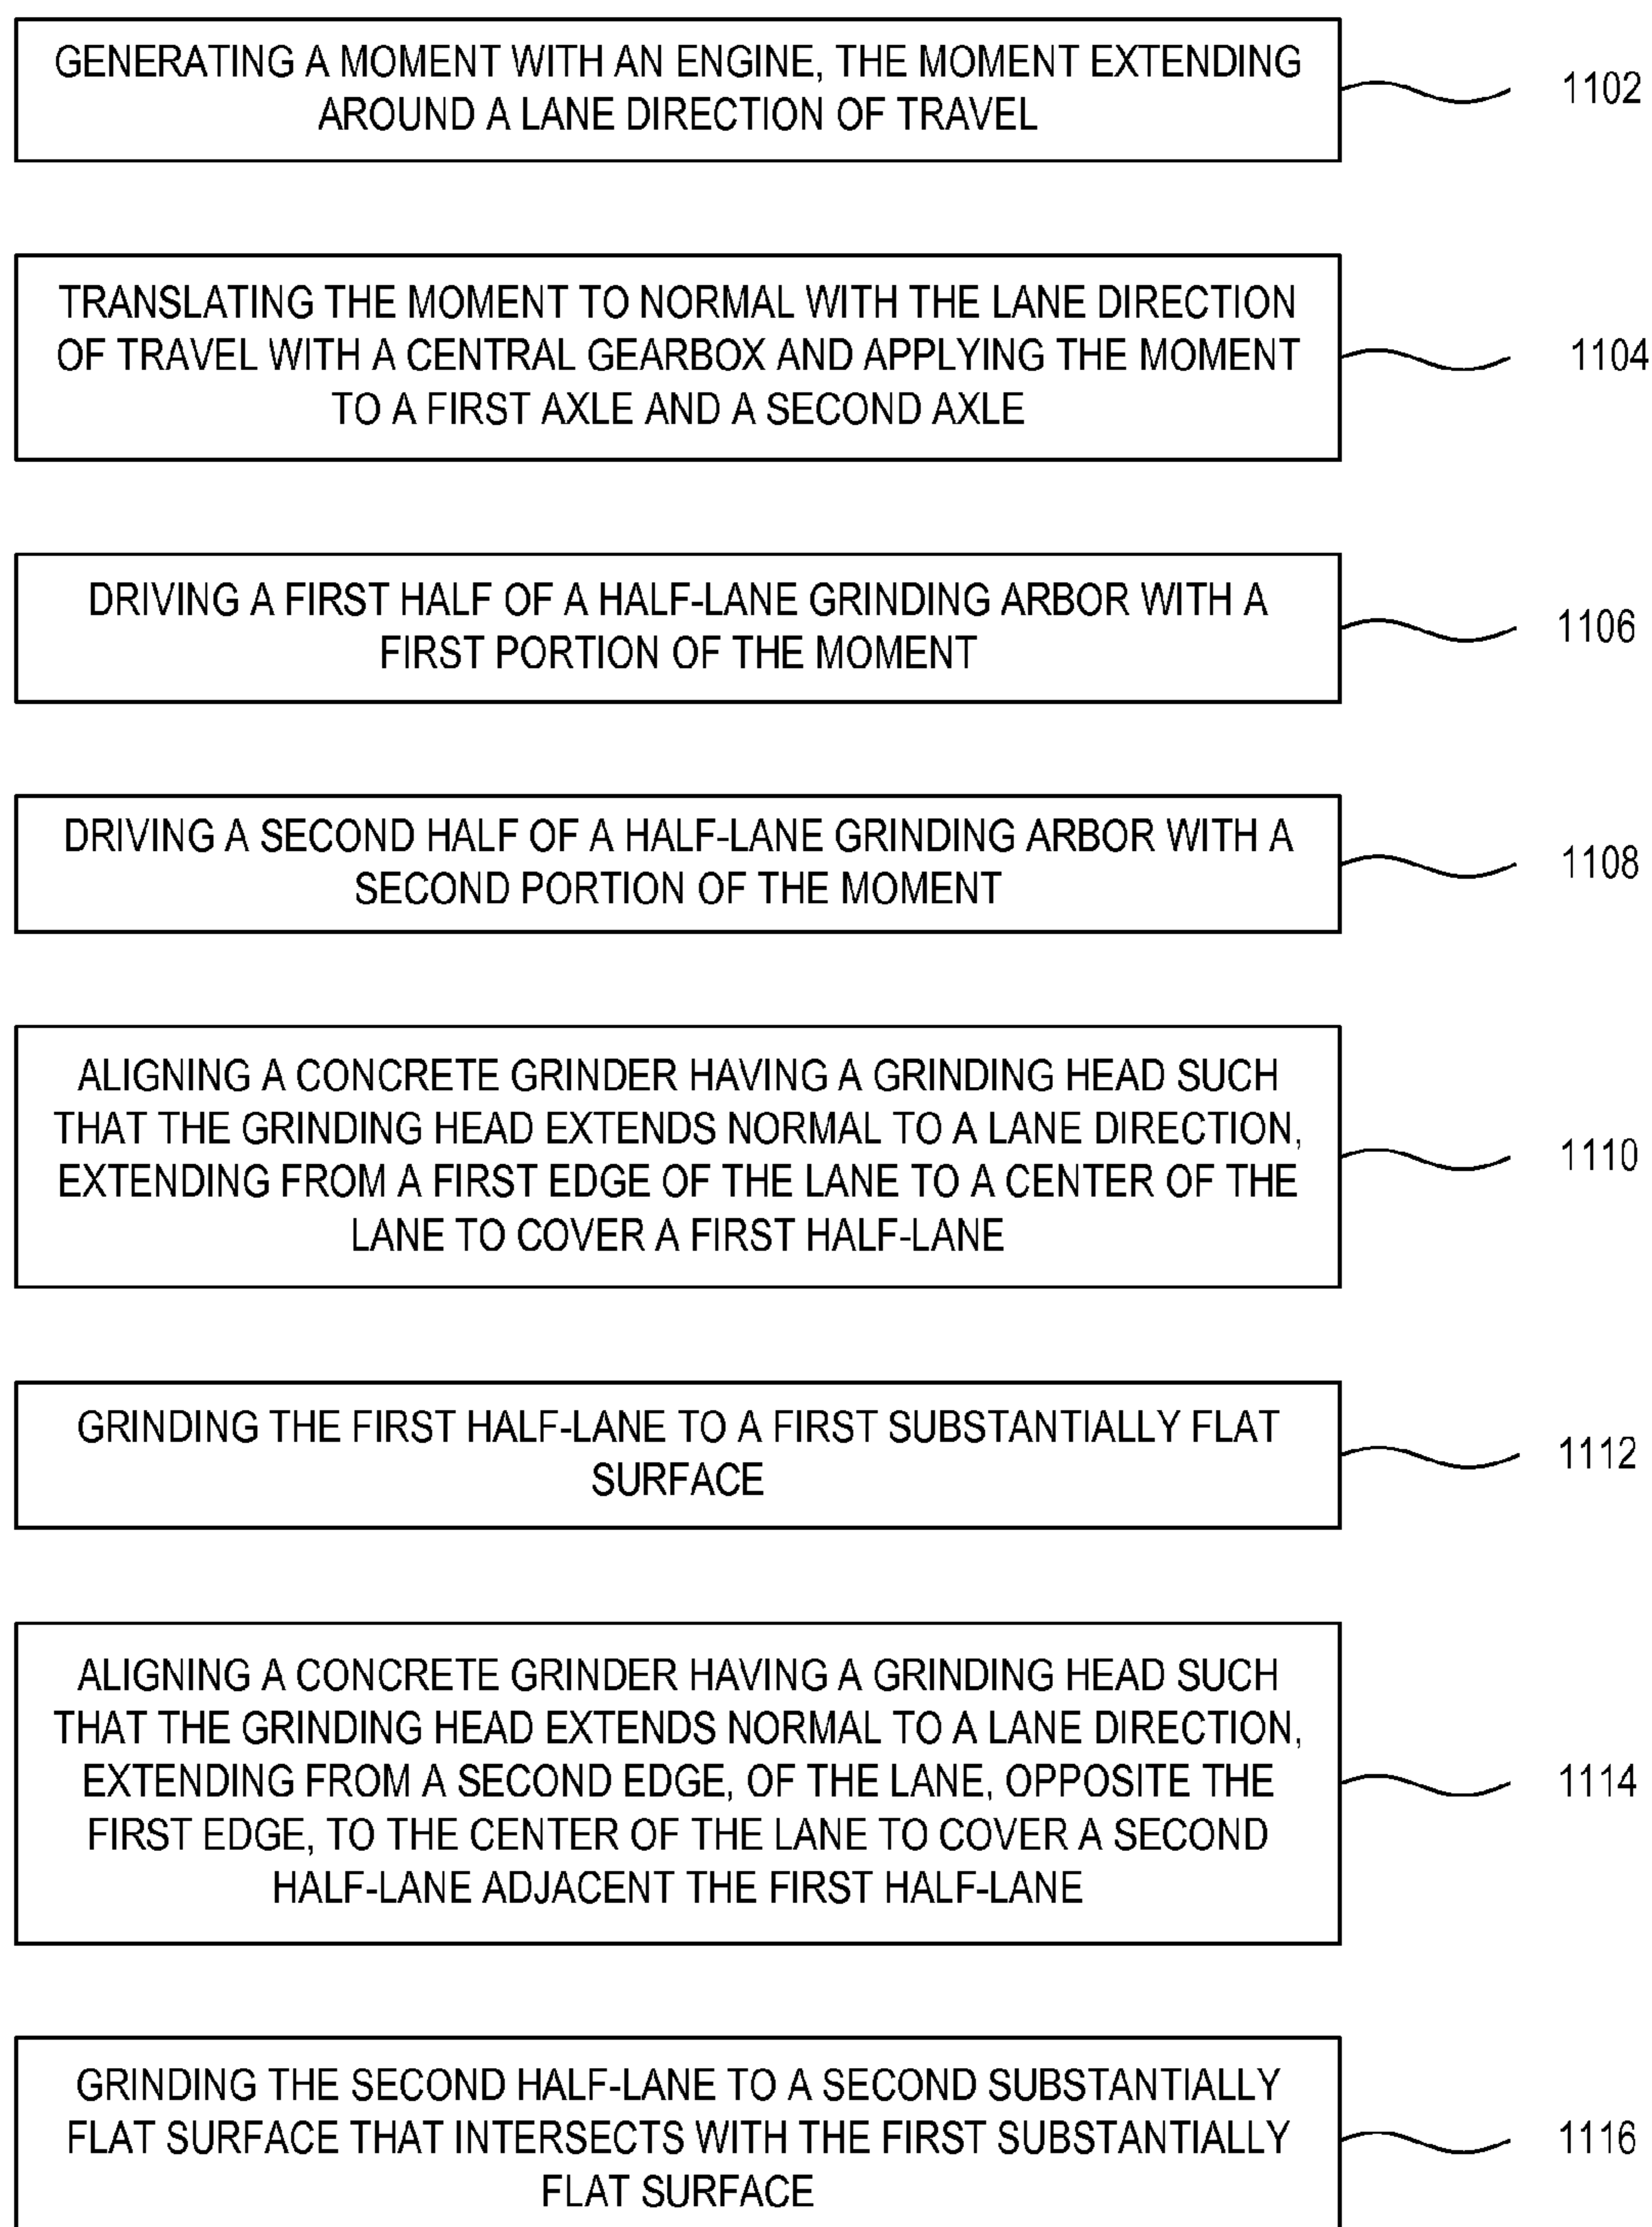 GENERATING A MOMENT WITH AN ENGINE, THE MOMENT EXTENDING
AROUND A LANE DIRECTION OF TRAVEL
1102
TRANSLATING THE MOMENT TO NORMAL WITH THE LANE DIRECTION
OF TRAVEL WITH A CENTRAL GEARBOX AND APPLYING THE MOMENT
TO A FIRST AXLE AND A SECOND AXLE
1104
DRIVING A FIRST HALF OF A HALF-LANE GRINDING ARBOR WITH A
FIRST PORTION OF THE MOMENT
1106
DRIVING A SECOND HALF OF A HALF-LANE GRINDING ARBOR WITH A
SECOND PORTION OF THE MOMENT
1108
ALIGNING A CONCRETE GRINDER HAVING A GRINDING HEAD SUCH
THAT THE GRINDING HEAD EXTENDS NORMAL TO A LANE DIRECTION,
EXTENDING FROM A FIRST EDGE OF THE LANE TO A CENTER OF THE
LANE TO COVER A FIRST HALF-LANE
1110
GRINDING THE FIRST HALF-LANE TO A FIRST SUBSTANTIALLY FLAT
SURFACE
1112
ALIGNING A CONCRETE GRINDER HAVING A GRINDING HEAD SUCH
THAT THE GRINDING HEAD EXTENDS NORMAL TO A LANE DIRECTION,
EXTENDING FROM A SECOND EDGE, OF THE LANE, OPPOSITE THE
FIRST EDGE, TO THE CENTER OF THE LANE TO COVER A SECOND
HALF-LANE ADJACENT THE FIRST HALF-LANE
1114
GRINDING THE SECOND HALF-LANE TO A SECOND SUBSTANTIALLY
FLAT SURFACE THAT INTERSECTS WITH THE FIRST SUBSTANTIALLY
FLAT SURFACE
1116